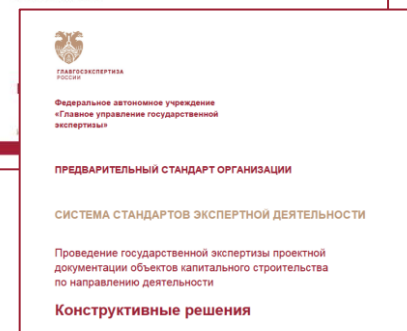 ГЛАВГОСЭКСПЕРТИЗА
РОССИИ
Федеральное автономное учреждение
«Главное управление государственной
экспертизы»
ПРЕДВАРИТЕЛЬНЫЙ СТАНДАРТ ОРГАНИЗАЦИИ
СИСТЕМА СТАНДАРТОВ ЭКСПЕРТНОЙ ДЕЯТЕЛЬНОСТИ
Проведение государственной экспертизы проектной
документации объектов капитального строительства
по направлению деятельности
Конструктивные решения